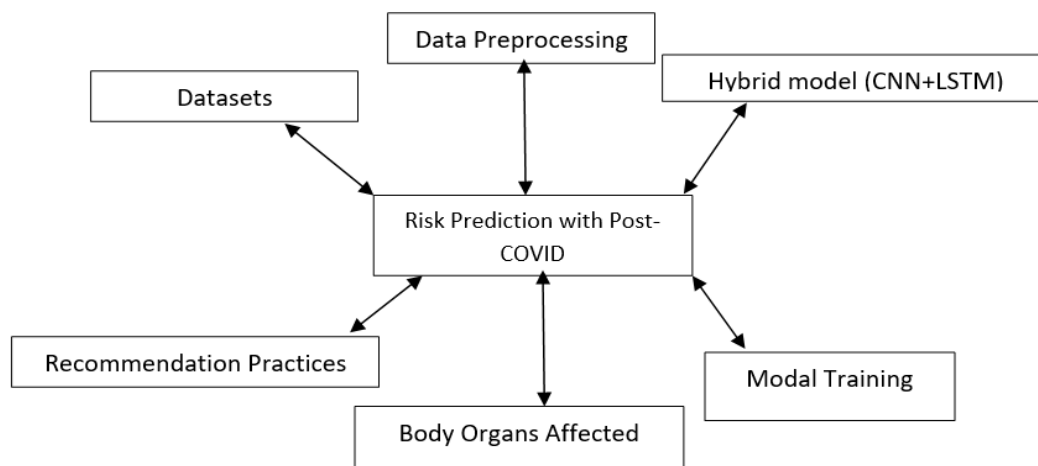 Data Preprocessing
Hybrid model (CNN+LSTM)
Datasets
Risk Prediction with Post-
COVID
Recommendation Practices
Modal Training
Body Organs Affected